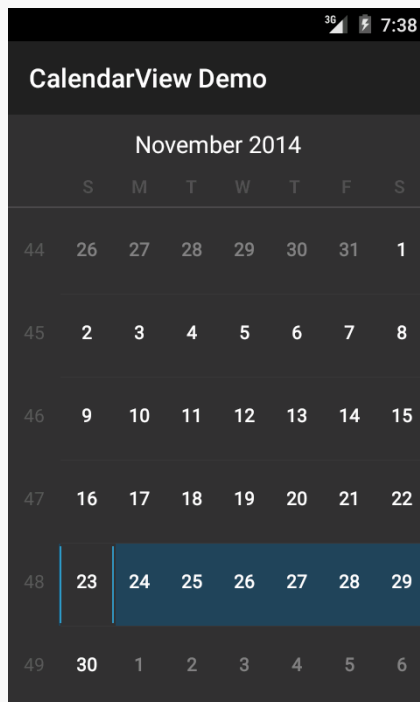 3G 7:38
CalendarView Demo
November 2014
S M T W T F S
44 26 27 28 29 30 31 1
45 2 3 4 5 6 7 8
46 9 10 11 12 13 14 15
47 16 17 18 19 20 21 22
48 23 24 25 26 27 28 29
49 30 1 2 3 4 5 6